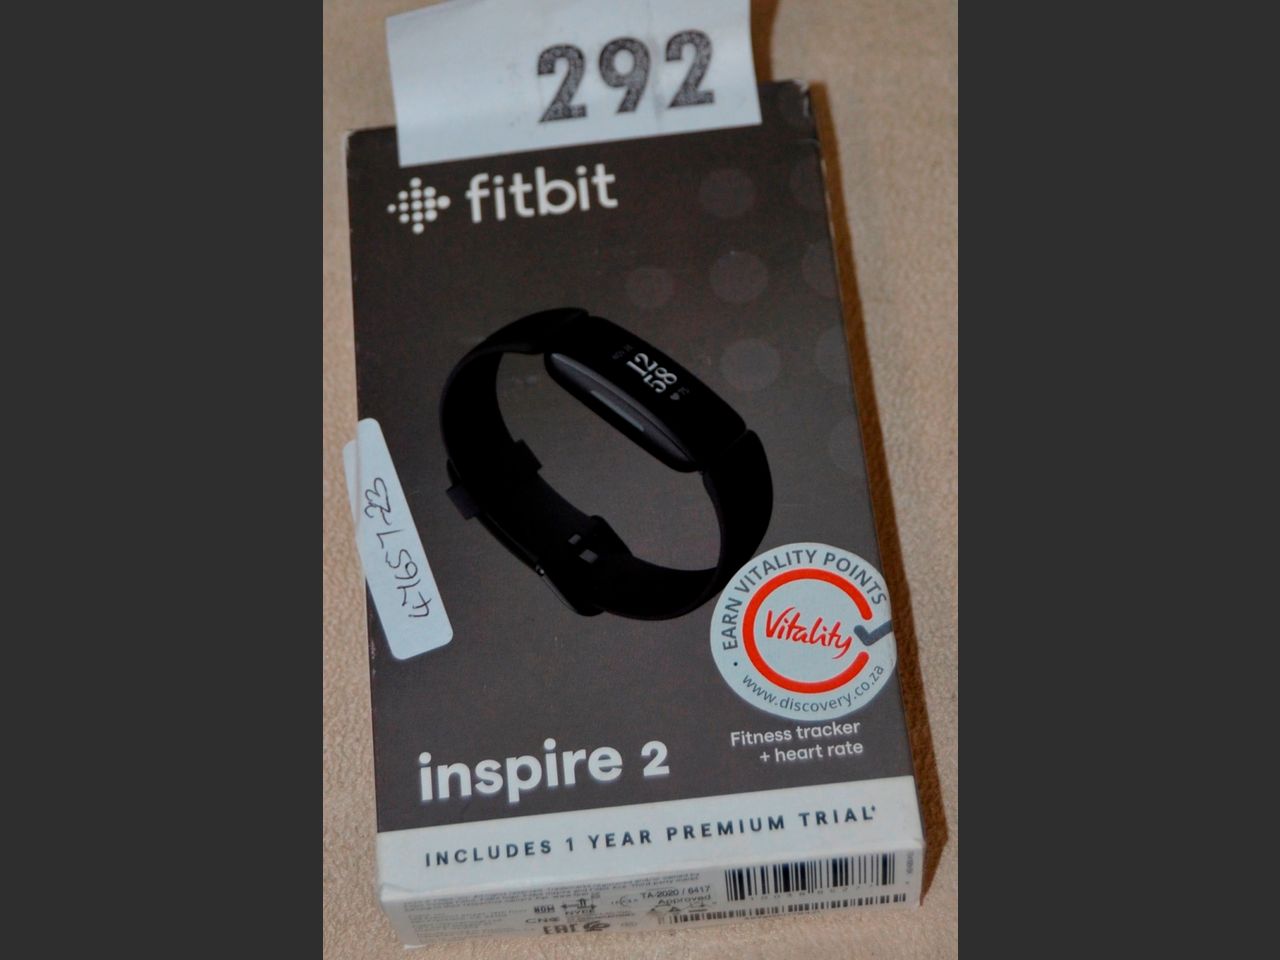 292
fitbit
12
58
47657-23
EARN VITALITY POINTS
Vitality
www.discovery.co.za
Fitness tracker
+ heart rate
inspire 2
INCLUDES 1 YEAR PREMIUM TRIAL
TA-2020 / 6417
Approved
EAC